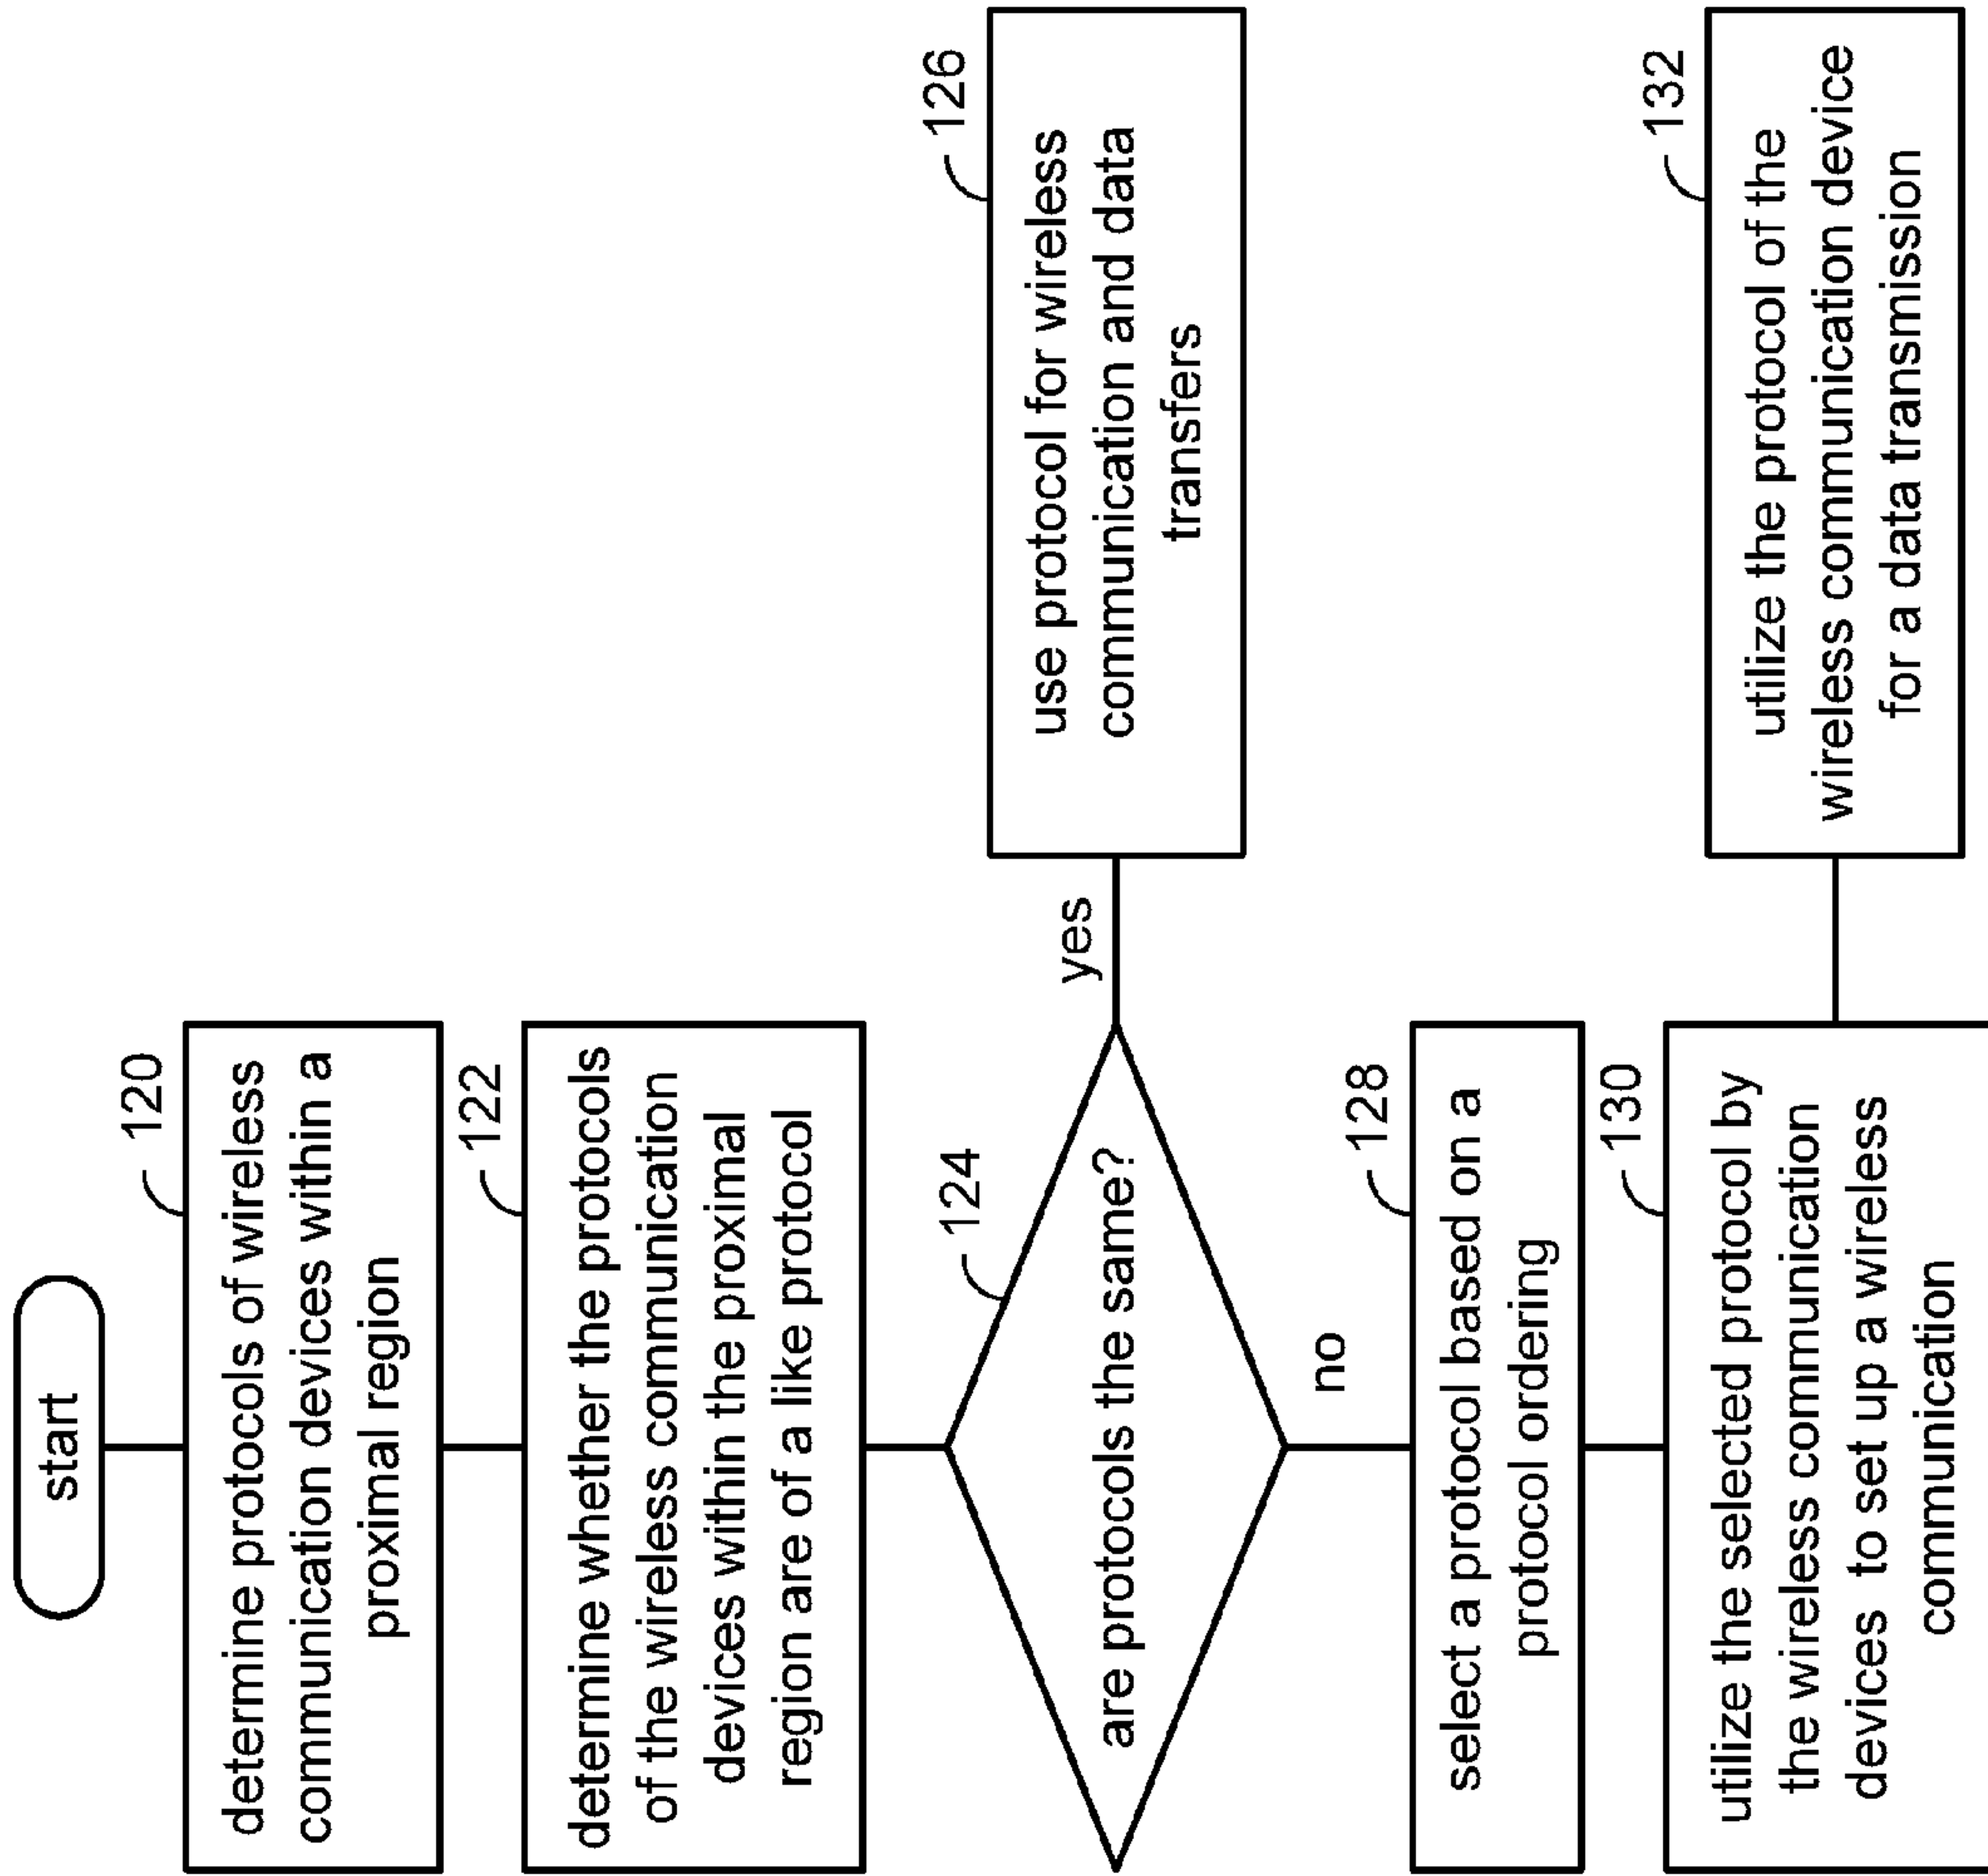 start
120
determine protocols of wireless
communication devices within a
proximal region
122
determine whether the protocols
of the wireless communication
devices within the proximal
region are of a like protocol
124
are protocols the same?
yes
126
use protocol for wireless
communication and data
transfers
no
128
select a protocol based on a
protocol ordering
130
utilize the selected protocol by
the wireless communication
devices to set up a wireless
communication
132
utilize the protocol of the
wireless communication device
for a data transmission